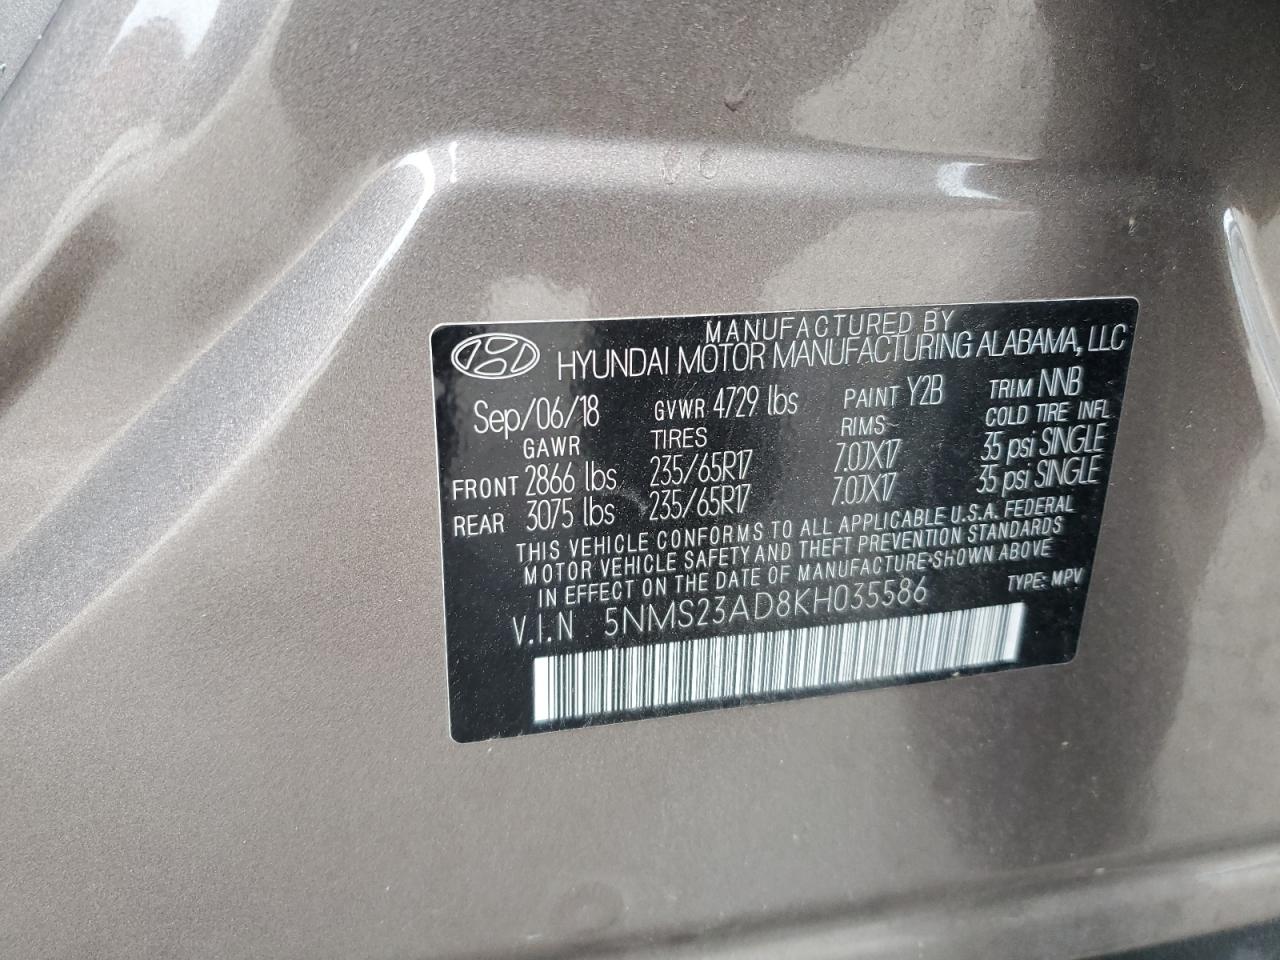 MANUFACTURED BY
HYUNDAI MOTOR MANUFACTURING ALABAMA, LLC
Sep/06/18 GVWR 4729 lbs PAINT Y2B TRIM NNB
GAWR TIRES RIMS COLD TIRE INFL
FRONT 2866 lbs 235/65R17 7.0JX17 35 psi SINGLE
REAR 3075 lbs 235/65R17 7.0JX17 35 psi SINGLE
THIS VEHICLE CONFORMS TO ALL APPLICABLE U.S.A. FEDERAL
MOTOR VEHICLE SAFETY AND THEFT PREVENTION STANDARDS
IN EFFECT ON THE DATE OF MANUFACTURE SHOWN ABOVE
V.I.N 5NMS23AD8KH035586 TYPE: MPV